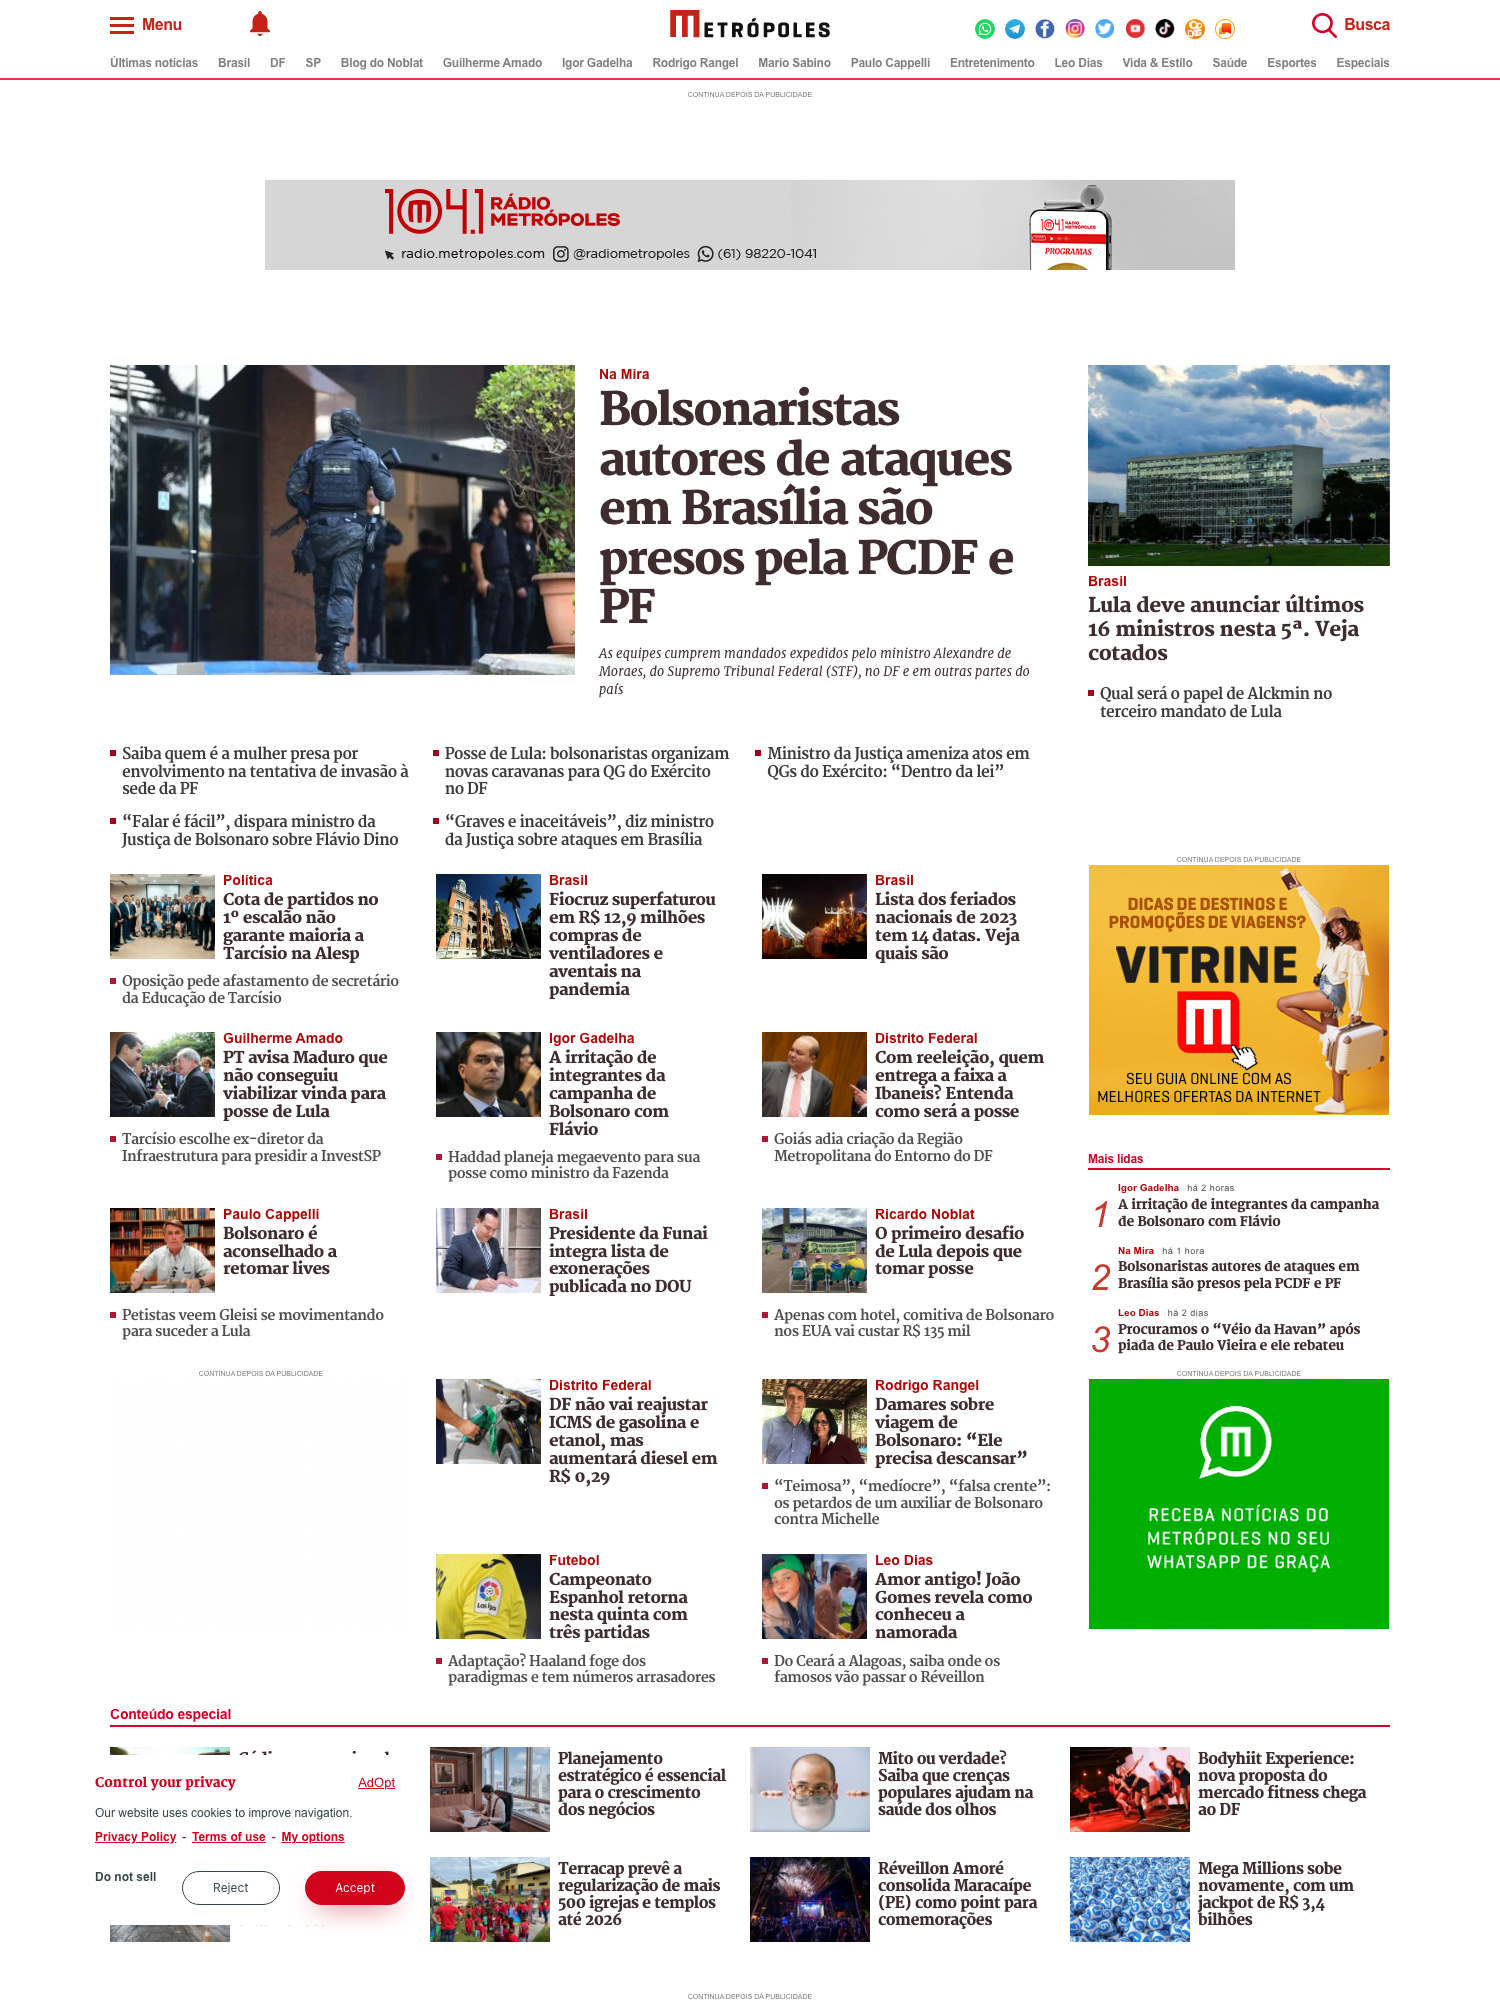 Menu
METRÓPOLES
Busca
Últimas notícias Brasil DF SP Blog do Noblat Guilherme Amado Igor Gadelha Rodrigo Rangel Mario Sabino Paulo Cappelli Entretenimento Leo Dias Vida & Estilo Saúde Esportes Especiais
CONTINUA DEPOIS DA PUBLICIDADE
104.1 RÁDIO METRÓPOLES
radio.metropoles.com @radiometropoles (61) 98220-1041
104.1 RÁDIO METRÓPOLES
PROGRAMAS
Na Mira
Bolsonaristas
autores de ataques
em Brasília são
presos pela PCDF e
PF
As equipes cumprem mandados expedidos pelo ministro Alexandre de
Moraes, do Supremo Tribunal Federal (STF), no DF e em outras partes do
país
Brasil
Lula deve anunciar últimos
16 ministros nesta 5ª. Veja
cotados
Qual será o papel de Alckmin no
terceiro mandato de Lula
Saiba quem é a mulher presa por
envolvimento na tentativa de invasão à
sede da PF
Posse de Lula: bolsonaristas organizam
novas caravanas para QG do Exército
no DF
Ministro da Justiça ameniza atos em
QGs do Exército: “Dentro da lei”
“Falar é fácil”, dispara ministro da
Justiça de Bolsonaro sobre Flávio Dino
“Graves e inaceitáveis”, diz ministro
da Justiça sobre ataques em Brasília
Política
Cota de partidos no
1º escalão não
garante maioria a
Tarcísio na Alesp
Oposição pede afastamento de secretário
da Educação de Tarcísio
Brasil
Fiocruz superfaturou
em R$ 12,9 milhões
compras de
ventiladores e
aventais na
pandemia
Brasil
Lista dos feriados
nacionais de 2023
tem 14 datas. Veja
quais são
CONTINUA DEPOIS DA PUBLICIDADE
DICAS DE DESTINOS E
PROMOÇÕES DE VIAGENS?
VITRINE
M
SEU GUIA ONLINE COM AS
MELHORES OFERTAS DA INTERNET
Guilherme Amado
PT avisa Maduro que
não conseguiu
viabilizar vinda para
posse de Lula
Tarcísio escolhe ex-diretor da
Infraestrutura para presidir a InvestSP
Igor Gadelha
A irritação de
integrantes da
campanha de
Bolsonaro com
Flávio
Haddad planeja megaevento para sua
posse como ministro da Fazenda
Distrito Federal
Com reeleição, quem
entrega a faixa a
Ibaneis? Entenda
como será a posse
Goiás adia criação da Região
Metropolitana do Entorno do DF
Mais lidas
Igor Gadelha há 2 horas
1 A irritação de integrantes da campanha
de Bolsonaro com Flávio
Na Mira há 1 hora
2 Bolsonaristas autores de ataques em
Brasília são presos pela PCDF e PF
Leo Dias há 2 dias
3 Procuramos o “Véio da Havan” após
piada de Paulo Vieira e ele rebateu
Paulo Cappelli
Bolsonaro é
aconselhado a
retomar lives
Petistas veem Gleisi se movimentando
para suceder a Lula
Brasil
Presidente da Funai
integra lista de
exonerações
publicada no DOU
Ricardo Noblat
O primeiro desafio
de Lula depois que
tomar posse
Apenas com hotel, comitiva de Bolsonaro
nos EUA vai custar R$ 135 mil
CONTINUA DEPOIS DA PUBLICIDADE
Distrito Federal
DF não vai reajustar
ICMS de gasolina e
etanol, mas
aumentará diesel em
R$ 0,29
Rodrigo Rangel
Damares sobre
viagem de
Bolsonaro: “Ele
precisa descansar”
“Teimosa”, “medíocre”, “falsa crente”:
os petardos de um auxiliar de Bolsonaro
contra Michelle
CONTINUA DEPOIS DA PUBLICIDADE
M
RECEBA NOTÍCIAS DO
METRÓPOLES NO SEU
WHATSAPP DE GRAÇA
Futebol
Campeonato
Espanhol retorna
nesta quinta com
três partidas
Adaptação? Haaland foge dos
paradigmas e tem números arrasadores
Leo Dias
Amor antigo! João
Gomes revela como
conheceu a
namorada
Do Ceará a Alagoas, saiba onde os
famosos vão passar o Réveillon
Conteúdo especial
Planejamento
estratégico é essencial
para o crescimento
dos negócios
Mito ou verdade?
Saiba que crenças
populares ajudam na
saúde dos olhos
Bodyhiit Experience:
nova proposta do
mercado fitness chega
ao DF
Control your privacy
AdOpt
Our website uses cookies to improve navigation.
Privacy Policy - Terms of use - My options
Do not sell
Reject
Accept
Terracap prevê a
regularização de mais
500 igrejas e templos
até 2026
Réveillon Amoré
consolida Maracaípe
(PE) como point para
comemorações
Mega Millions sobe
novamente, com um
jackpot de R$ 3,4
bilhões
CONTINUA DEPOIS DA PUBLICIDADE